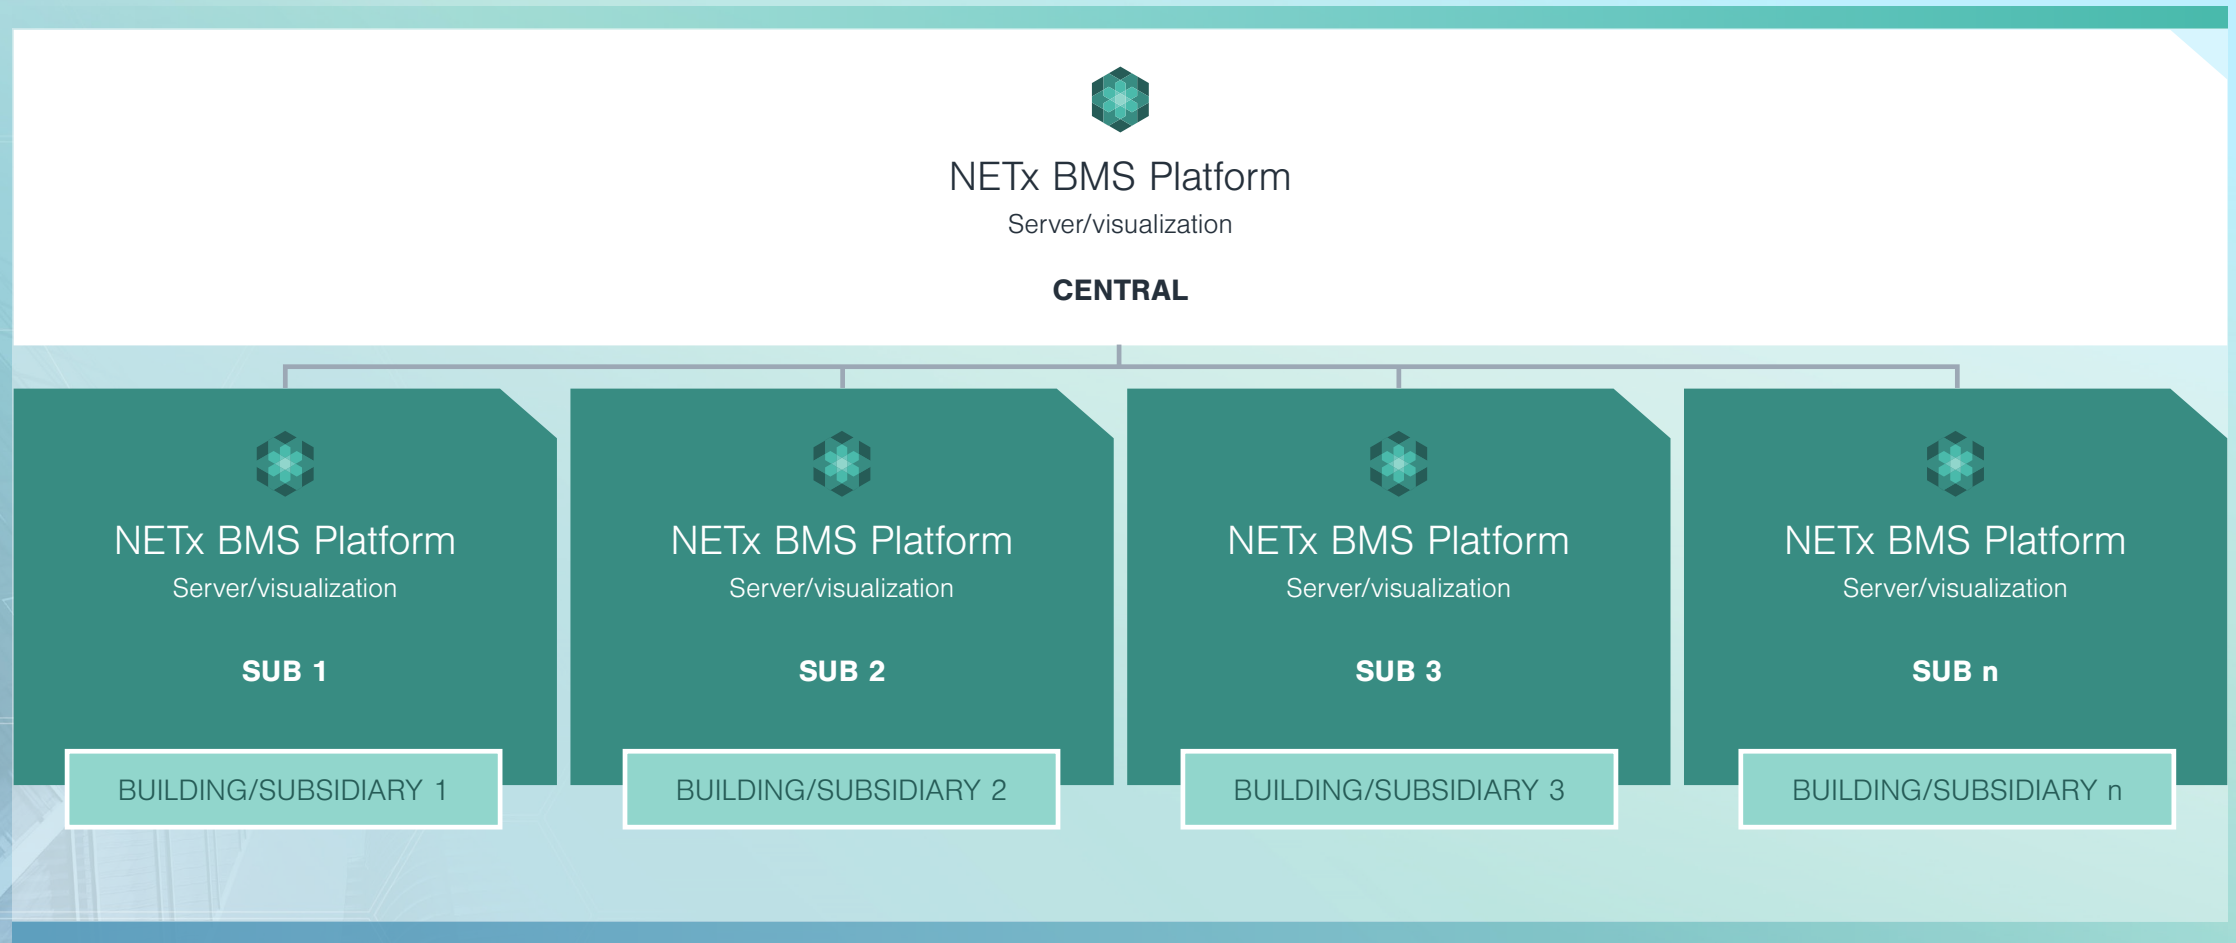 NETx BMS Platform
Server/visualization
CENTRAL
NETx BMS Platform
Server/visualization
SUB 1
BUILDING/SUBSIDIARY 1
NETx BMS Platform
Server/visualization
SUB 2
BUILDING/SUBSIDIARY 2
NETx BMS Platform
Server/visualization
SUB 3
BUILDING/SUBSIDIARY 3
NETx BMS Platform
Server/visualization
SUB n
BUILDING/SUBSIDIARY n